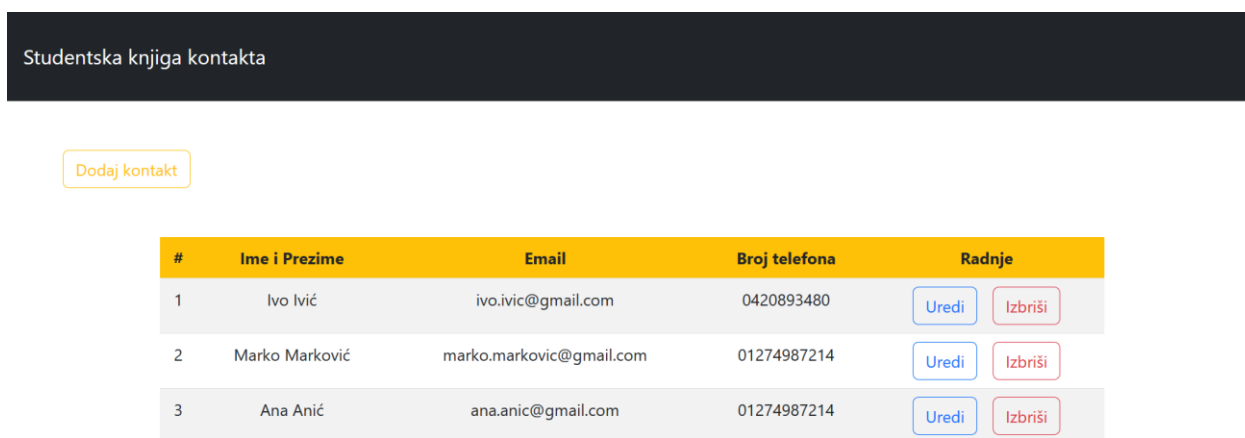 Studentska knjiga kontakta
Dodaj kontakt
# Ime i Prezime Email Broj telefona Radnje
1 Ivo Ivić ivo.ivic@gmail.com 0420893480 Uredi Izbriši
2 Marko Marković marko.markovic@gmail.com 01274987214 Uredi Izbriši
3 Ana Anić ana.anic@gmail.com 01274987214 Uredi Izbriši